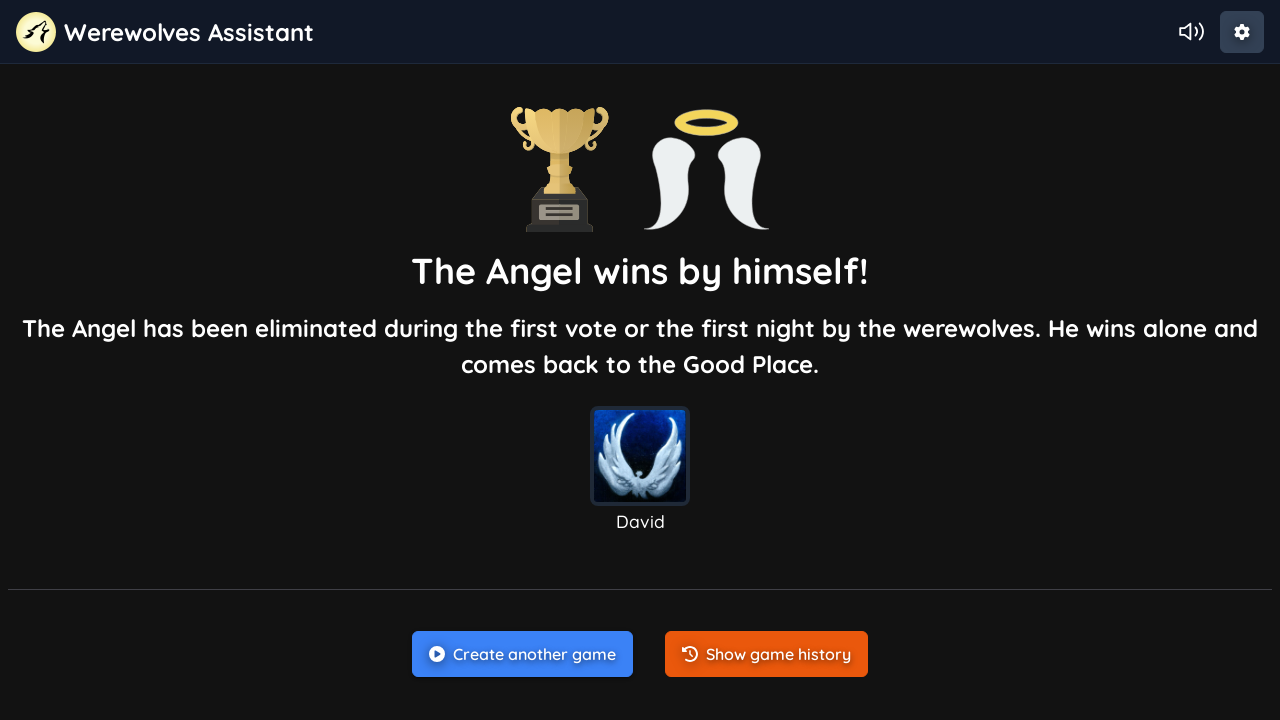 Werewolves Assistant
The Angel wins by himself!
The Angel has been eliminated during the first vote or the first night by the werewolves. He wins alone and
comes back to the Good Place.
David
Create another game
Show game history